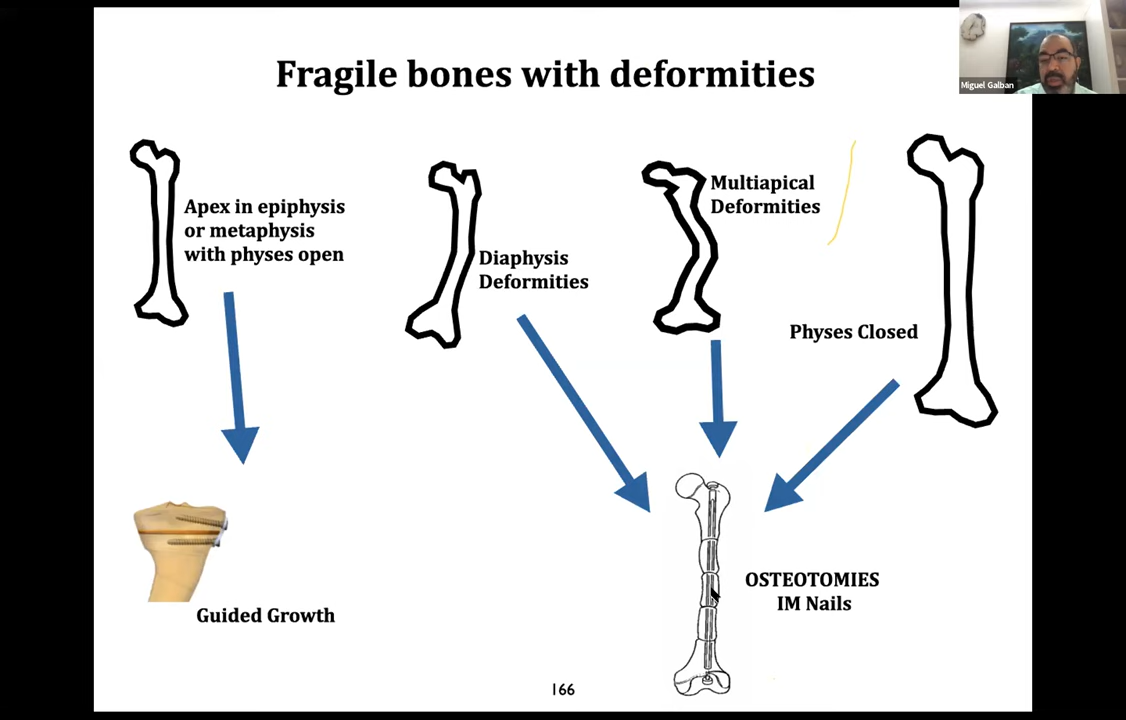 Fragile bones with deformities
Miguel Galban
Apex in epiphysis
or metaphysis
with physes open
Diaphysis
Deformities
Multiapical
Deformities
Physes Closed
Guided Growth
OSTEOTOMIES
IM Nails
166